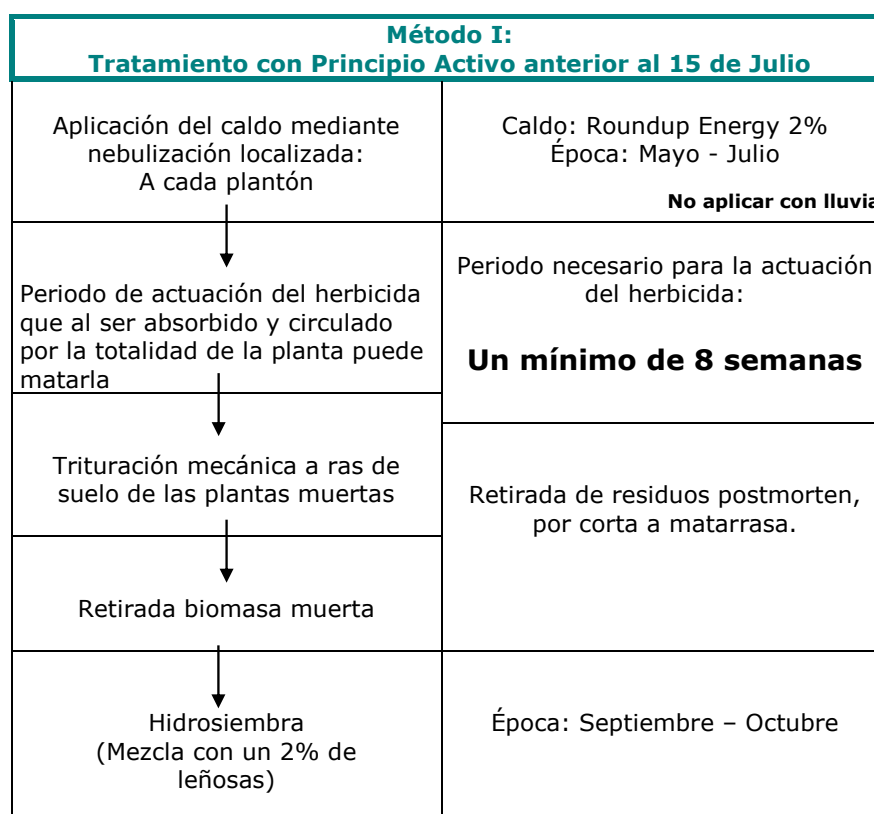 Método I:
Tratamiento con Principio Activo anterior al 15 de Julio
Aplicación del caldo mediante
nebulización localizada:
A cada plantón
Caldo: Roundup Energy 2%
Época: Mayo - Julio
No aplicar con lluvia
Periodo de actuación del herbicida
que al ser absorbido y circulado
por la totalidad de la planta puede
matarla
Periodo necesario para la actuación
del herbicida:
Un mínimo de 8 semanas
Trituración mecánica a ras de
suelo de las plantas muertas
Retirada de residuos postmorten,
por corta a matarrasa.
Retirada biomasa muerta
Hidrosiembra
(Mezcla con un 2% de
leñosas)
Época: Septiembre – Octubre